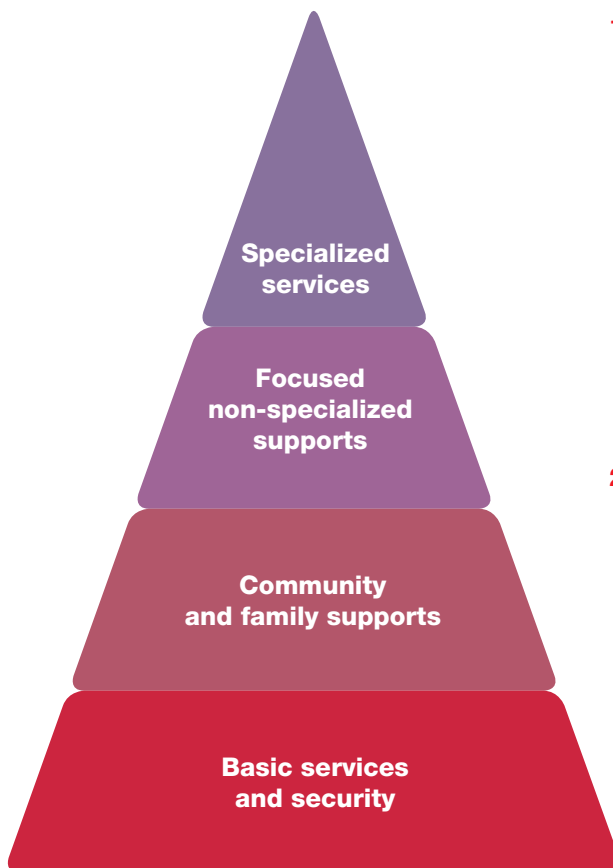 Specialized
services
Focused
non-specialized
supports
Community
and family supports
Basic services
and security